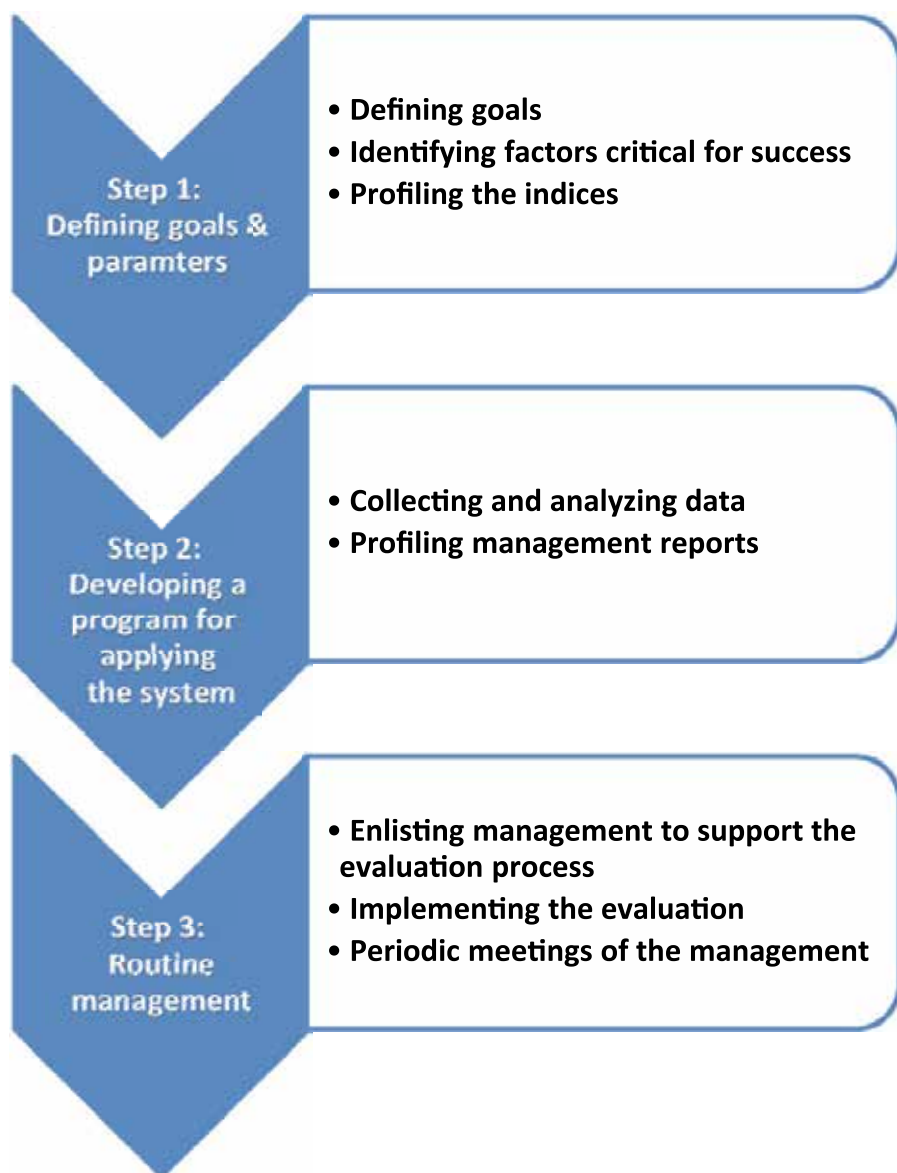 Step 1:
Defining goals &
paramters
• Defining goals
• Identifying factors critical for success
• Profiling the indices
Step 2:
Developing a
program for
applying
the system
• Collecting and analyzing data
• Profiling management reports
Step 3:
Routine
management
• Enlisting management to support the
evaluation process
• Implementing the evaluation
• Periodic meetings of the management